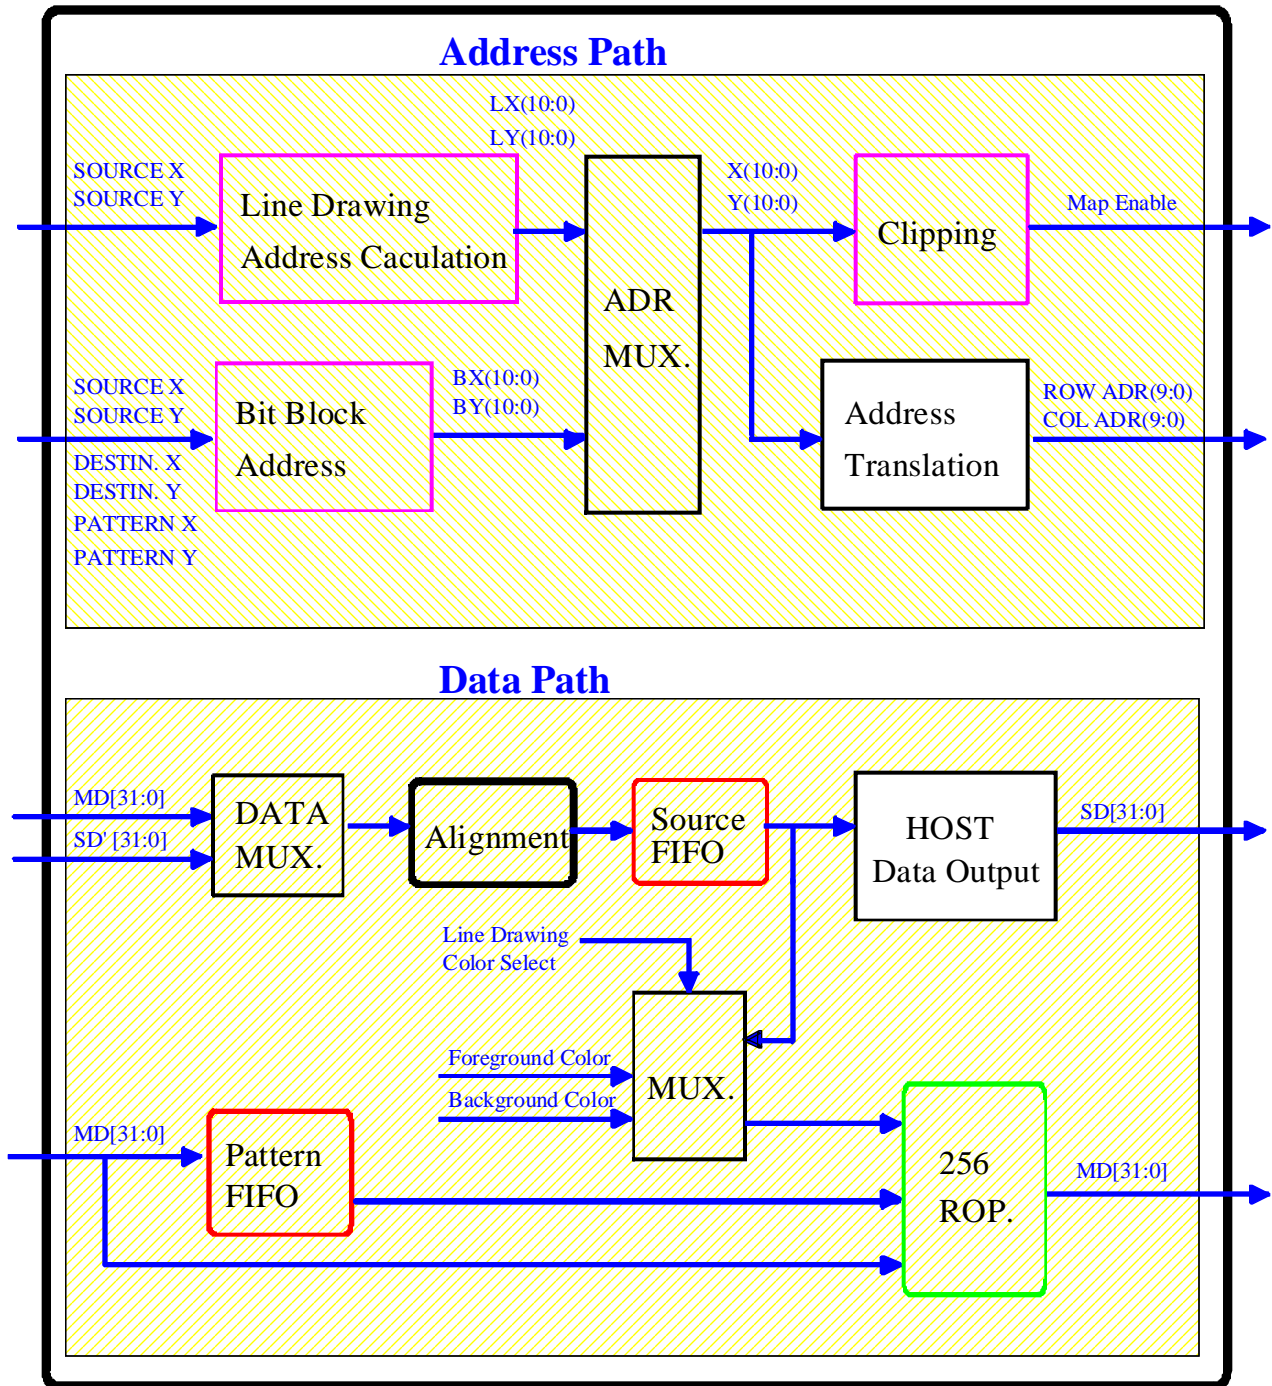 Address Path
LX(10:0)
LY(10:0)
SOURCE X
SOURCE Y
Line Drawing
Address Caculation
ADR
MUX.
X(10:0)
Y(10:0)
Clipping
Map Enable
SOURCE X
SOURCE Y
DESTIN. X
DESTIN. Y
PATTERN X
PATTERN Y
Bit Block
Address
BX(10:0)
BY(10:0)
Address
Translation
ROW ADR(9:0)
COL ADR(9:0)
Data Path
MD[31:0]
SD' [31:0]
DATA
MUX.
Alignment
Source
FIFO
HOST
Data Output
SD[31:0]
Line Drawing
Color Select
Foreground Color
Background Color
MUX.
MD[31:0]
Pattern
FIFO
256
ROP.
MD[31:0]